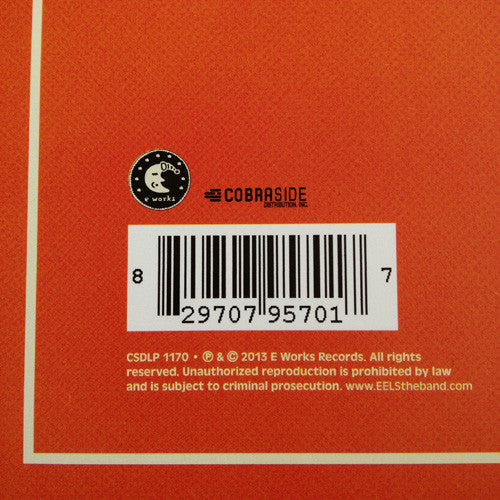 e works
COBRASIDE
DISTRIBUTION, INC.
8 29707 95701 7
CSDLP 1170 • ℗ & © 2013 E Works Records. All rights
reserved. Unauthorized reproduction is prohibited by law
and is subject to criminal prosecution. www.EELStheband.com